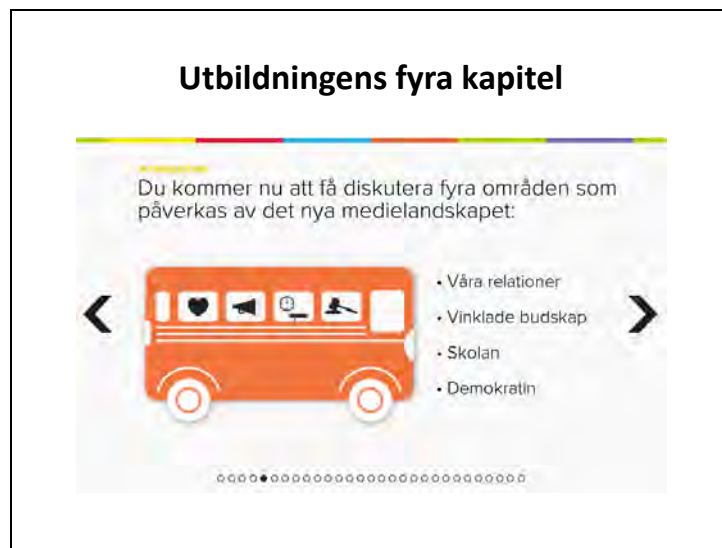 Utbildningens fyra kapitel
Du kommer nu att få diskutera fyra områden som
påverkas av det nya medielandskapet:
• Våra relationer
• Vinklade budskap
• Skolan
• Demokratin